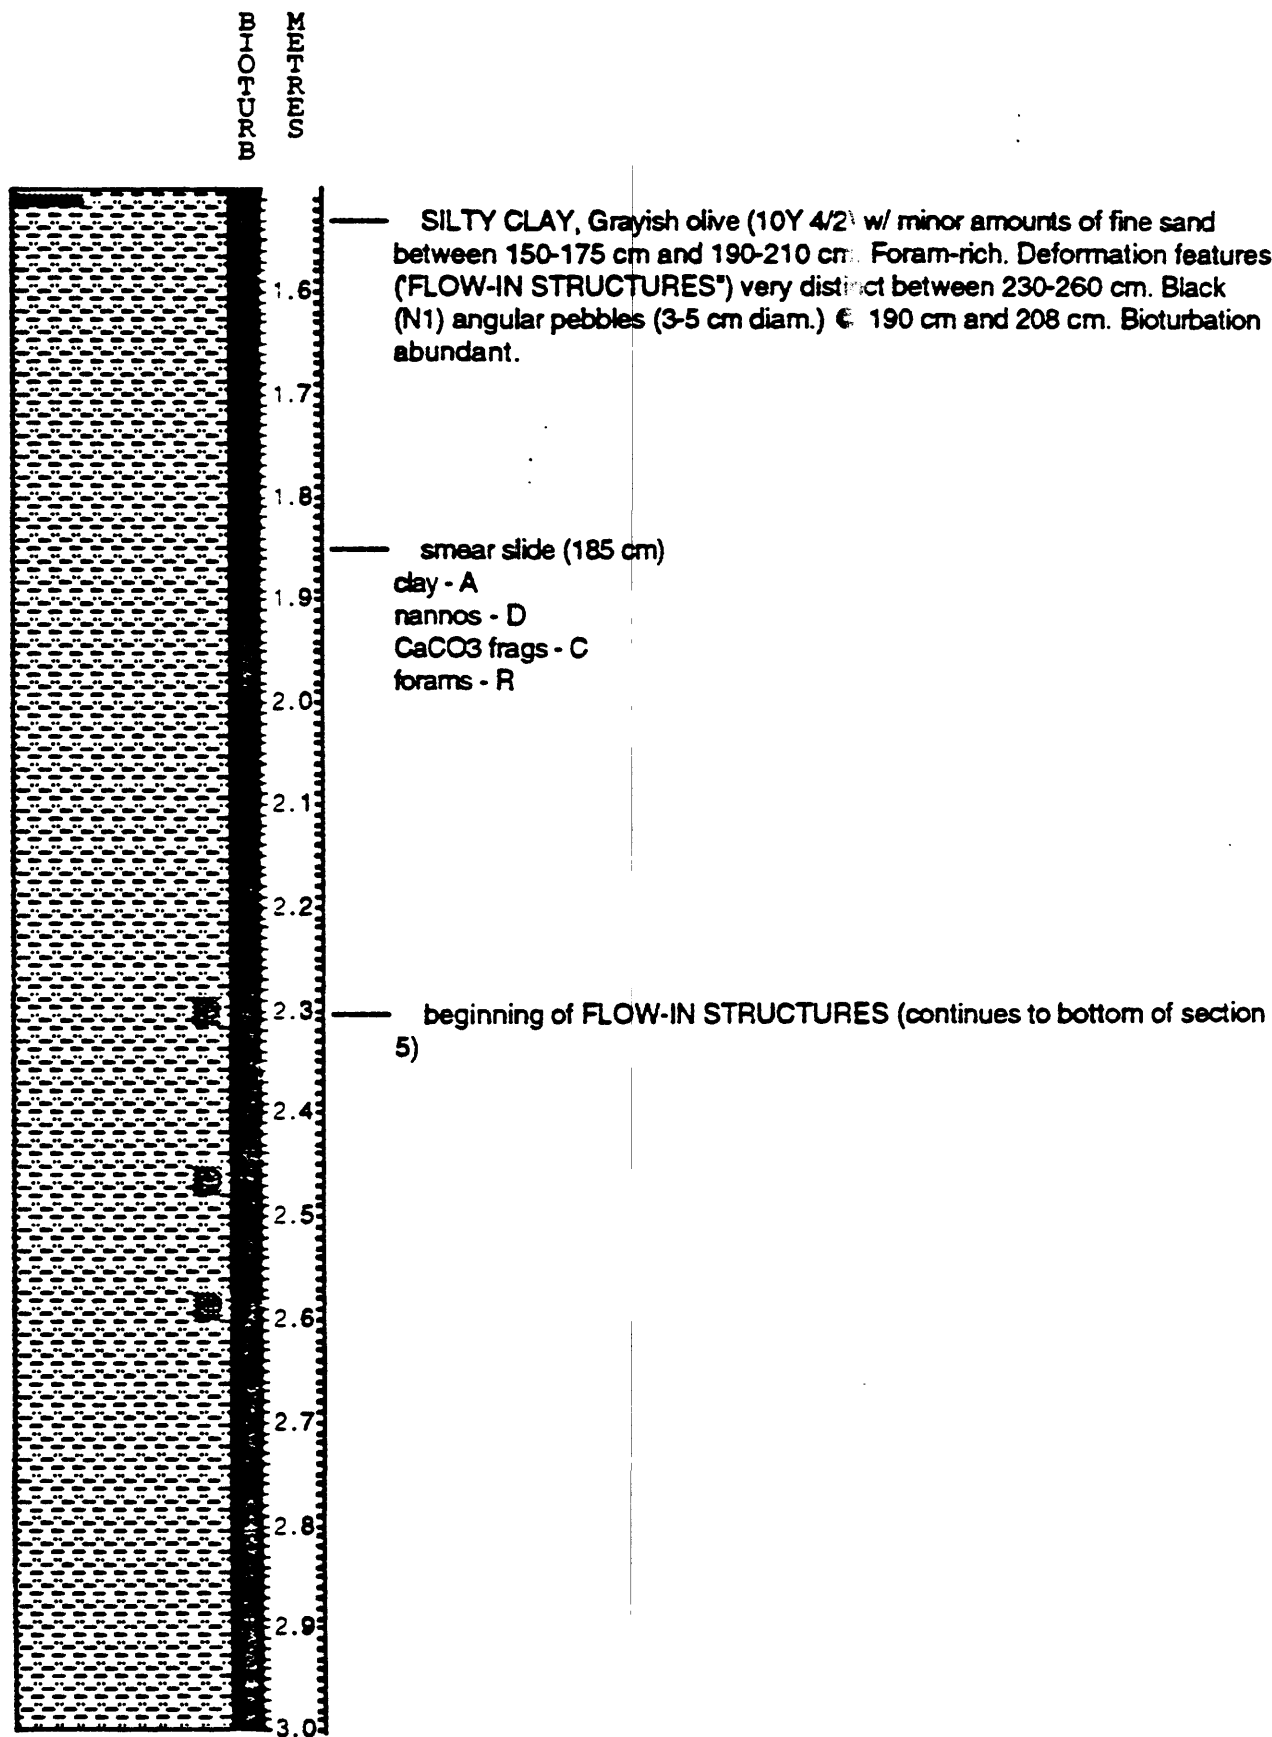 BIOTURB
METRES
SILTY CLAY, Grayish olive (10Y 4/2) w/ minor amounts of fine sand
between 150-175 cm and 190-210 cm. Foram-rich. Deformation features
("FLOW-IN STRUCTURES") very distinct between 230-260 cm. Black
1.6
(N1) angular pebbles (3-5 cm diam.) @ 190 cm and 208 cm. Bioturbation
abundant.
1.7
1.8
smear slide (185 cm)
clay - A
1.9
nannos - D
CaCO3 frags - C
forams - R
2.0
2.1
2.2
2.3
beginning of FLOW-IN STRUCTURES (continues to bottom of section
5)
2.4
2.5
2.6
2.7
2.8
2.9
3.0